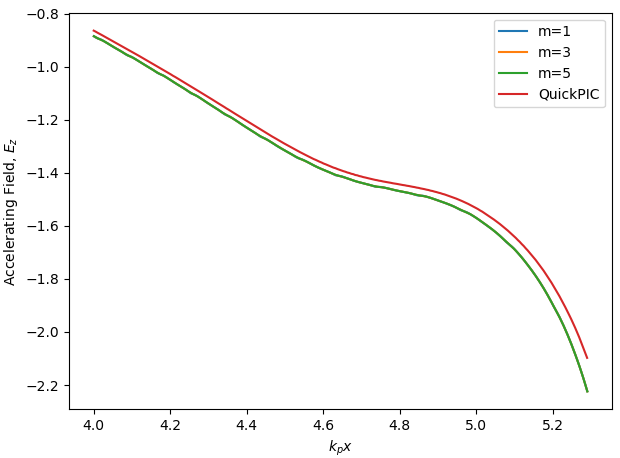 −0.8
−1.0
−1.2
−1.4
−1.6
−1.8
−2.0
−2.2
Accelerating Field, E_z
m=1
m=3
m=5
QuickPIC
4.0 4.2 4.4 4.6 4.8 5.0 5.2
k_p x